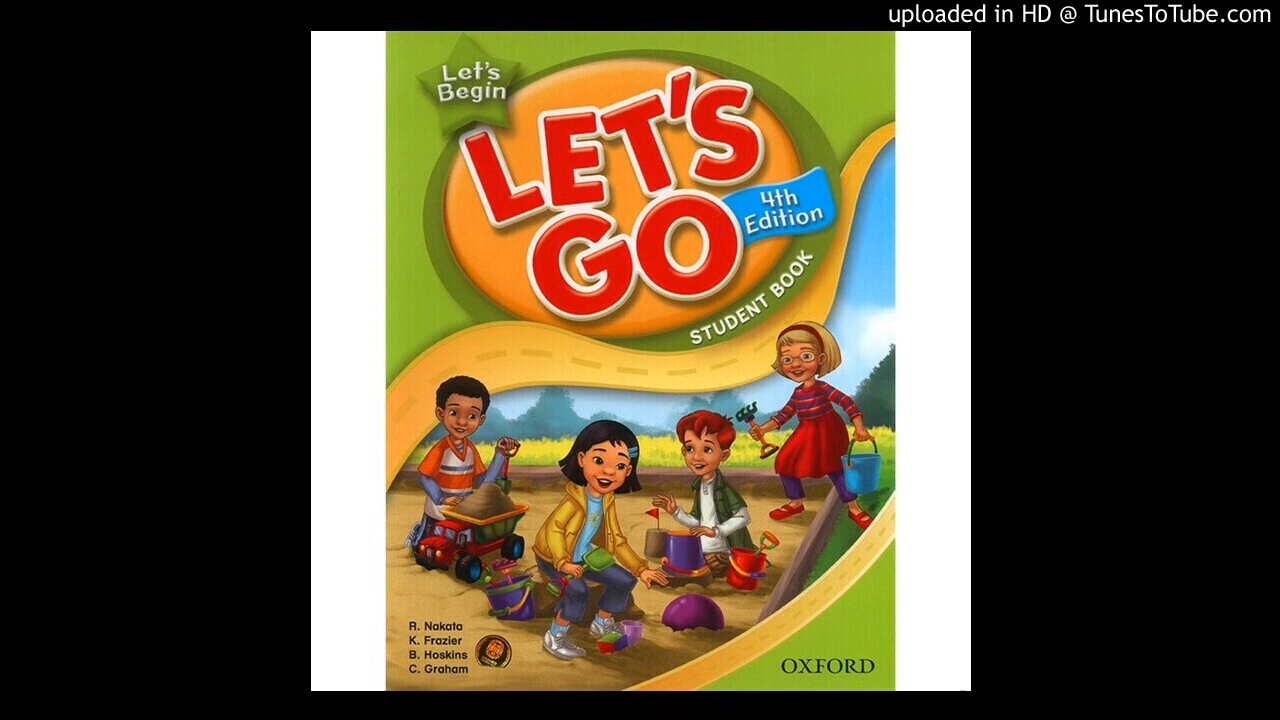 uploaded in HD @ TunesToTube.com
Let's
Begin
LET'S
GO
4th
Edition
STUDENT BOOK
R. Nakata
K. Frazier
B. Hoskins
C. Graham
OXFORD